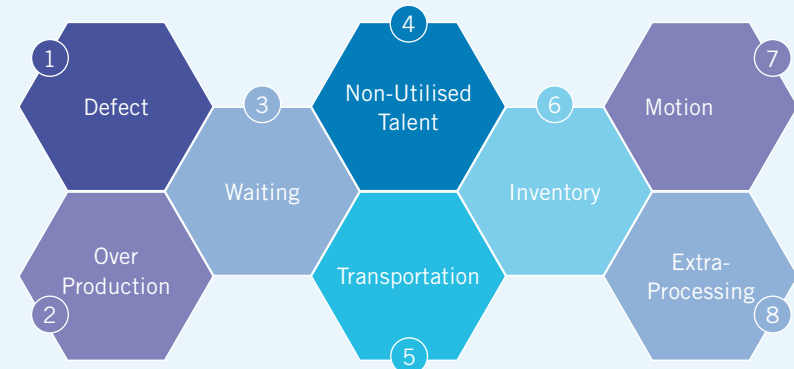 1
Defect
2
Over
Production
3
Waiting
4
Non-Utilised
Talent
5
Transportation
6
Inventory
7
Motion
8
Extra-
Processing